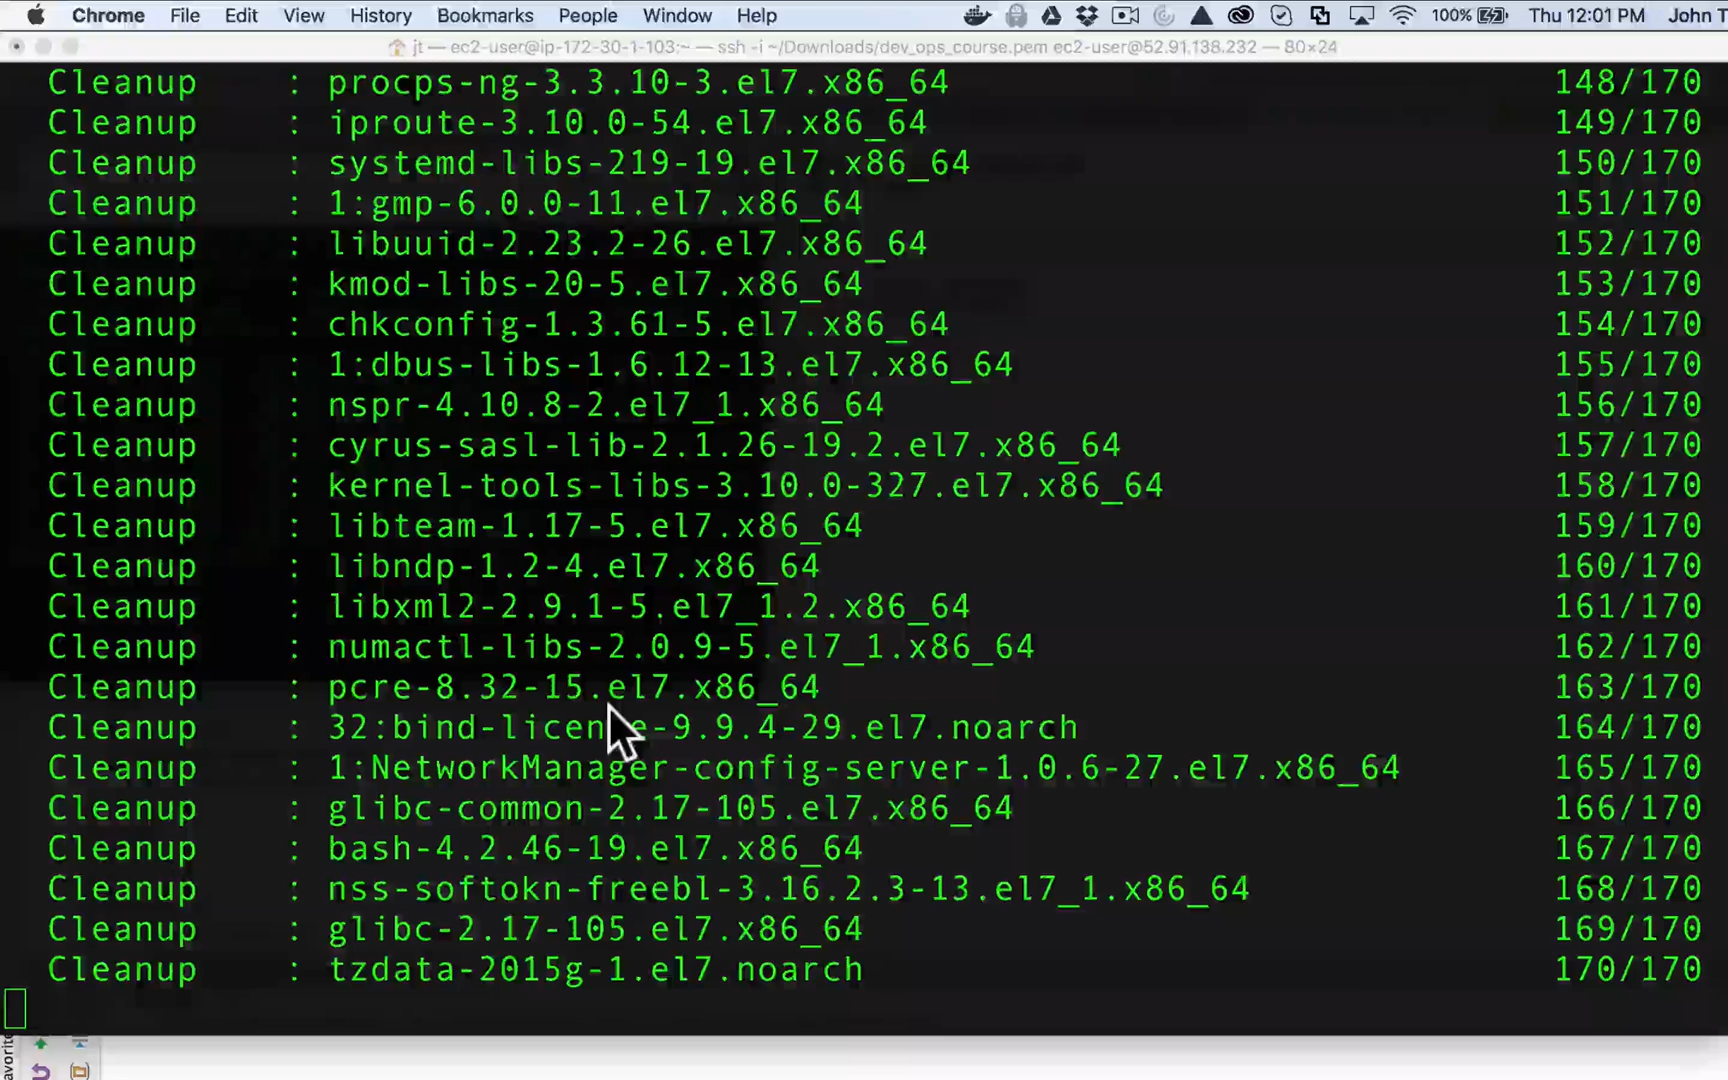 Chrome File Edit View History Bookmarks People Window Help 100% Thu 12:01 PM John T
jt — ec2-user@ip-172-30-1-103:~ — ssh -i ~/Downloads/dev_ops_course.pem ec2-user@52.91.138.232 — 80×24
Cleanup : procps-ng-3.3.10-3.el7.x86_64 148/170
Cleanup : iproute-3.10.0-54.el7.x86_64 149/170
Cleanup : systemd-libs-219-19.el7.x86_64 150/170
Cleanup : 1:gmp-6.0.0-11.el7.x86_64 151/170
Cleanup : libuuid-2.23.2-26.el7.x86_64 152/170
Cleanup : kmod-libs-20-5.el7.x86_64 153/170
Cleanup : chkconfig-1.3.61-5.el7.x86_64 154/170
Cleanup : 1:dbus-libs-1.6.12-13.el7.x86_64 155/170
Cleanup : nspr-4.10.8-2.el7_1.x86_64 156/170
Cleanup : cyrus-sasl-lib-2.1.26-19.2.el7.x86_64 157/170
Cleanup : kernel-tools-libs-3.10.0-327.el7.x86_64 158/170
Cleanup : libteam-1.17-5.el7.x86_64 159/170
Cleanup : libndp-1.2-4.el7.x86_64 160/170
Cleanup : libxml2-2.9.1-5.el7_1.2.x86_64 161/170
Cleanup : numactl-libs-2.0.9-5.el7_1.x86_64 162/170
Cleanup : pcre-8.32-15.el7.x86_64 163/170
Cleanup : 32:bind-license-9.9.4-29.el7.noarch 164/170
Cleanup : 1:NetworkManager-config-server-1.0.6-27.el7.x86_64 165/170
Cleanup : glibc-common-2.17-105.el7.x86_64 166/170
Cleanup : bash-4.2.46-19.el7.x86_64 167/170
Cleanup : nss-softokn-freebl-3.16.2.3-13.el7_1.x86_64 168/170
Cleanup : glibc-2.17-105.el7.x86_64 169/170
Cleanup : tzdata-2015g-1.el7.noarch 170/170